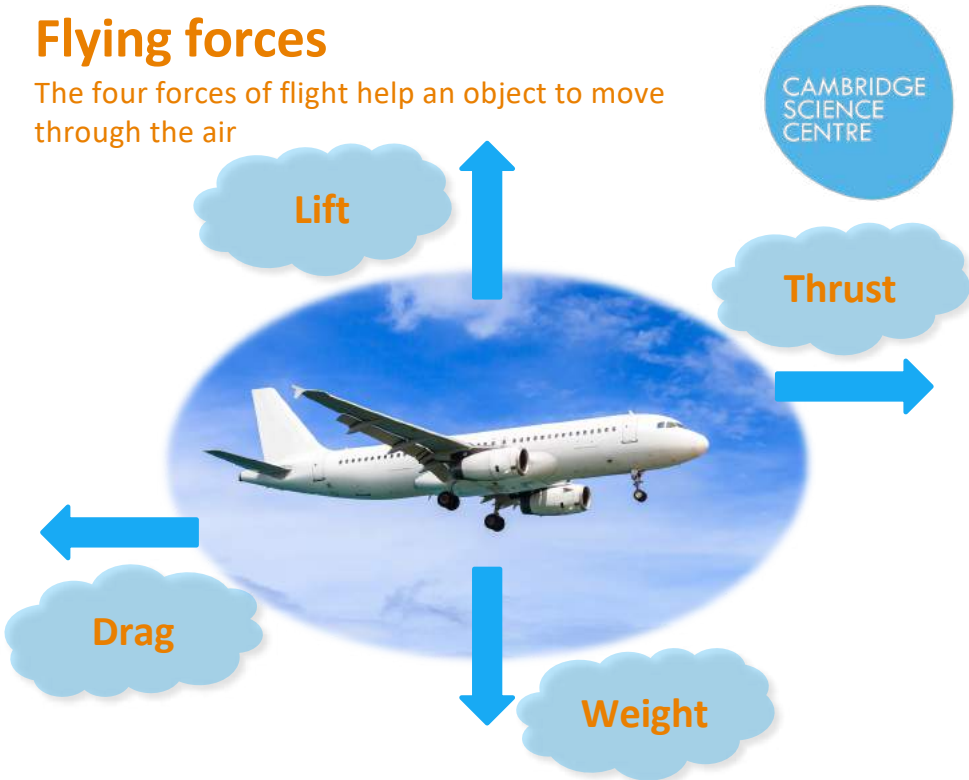 Flying forces
The four forces of flight help an object to move
through the air
CAMBRIDGE
SCIENCE
CENTRE
Lift
Thrust
Drag
Weight